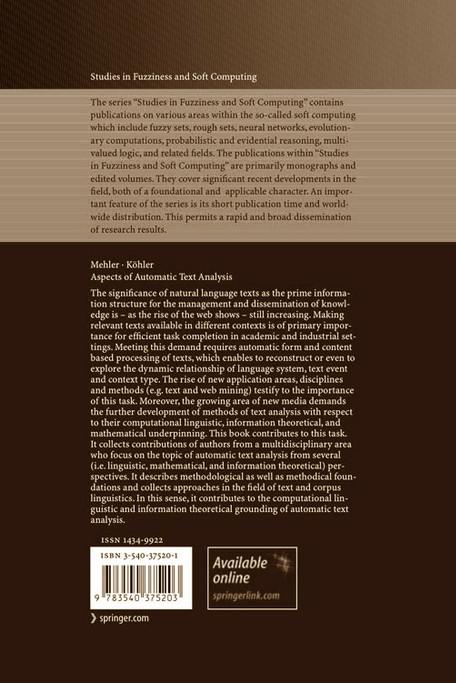 Studies in Fuzziness and Soft Computing
The series “Studies in Fuzziness and Soft Computing” contains
publications on various areas within the so-called soft computing
which include fuzzy sets, rough sets, neural networks, evolution-
ary computations, probabilistic and evidential reasoning, multi-
valued logic, and related fields. The publications within “Studies
in Fuzziness and Soft Computing” are primarily monographs and
edited volumes. They cover significant recent developments in the
field, both of a foundational and applicable character. An impor-
tant feature of the series is its short publication time and world-
wide distribution. This permits a rapid and broad dissemination
of research results.
Mehler · Köhler
Aspects of Automatic Text Analysis
The significance of natural language texts as the prime informa-
tion structure for the management and dissemination of knowl-
edge is – as the rise of the web shows – still increasing. Making
relevant texts available in different contexts is of primary impor-
tance for efficient task completion in academic and industrial set-
tings. Meeting this demand requires automatic form and content
based processing of texts, which enables to reconstruct or even to
explore the dynamic relationship of language system, text event
and context type. The rise of new application areas, disciplines
and methods (e.g. text and web mining) testify to the importance
of this task. Moreover, the growing area of new media demands
the further development of methods of text analysis with respect
to their computational linguistic, information theoretical, and
mathematical underpinning. This book contributes to this task.
It collects contributions of authors from a multidisciplinary area
who focus on the topic of automatic text analysis from several
(i.e. linguistic, mathematical, and information theoretical) per-
spectives. It describes methodological as well as methodical foun-
dations and collects approaches in the field of text and corpus
linguistics. In this sense, it contributes to the computational lin-
guistic and information theoretical grounding of automatic text
analysis.
ISSN 1434-9922
ISBN 3-540-37520-1
9 783540 375203
Available
online
springerlink.com
❯ springer.com